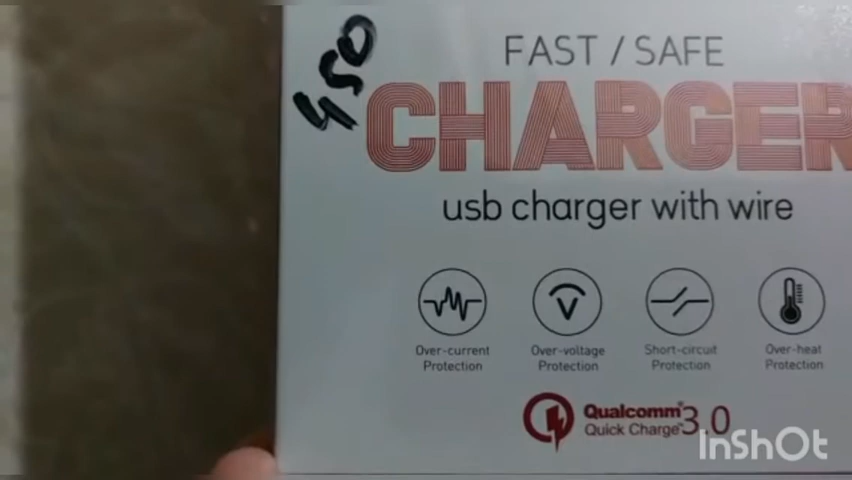 450
FAST / SAFE
CHARGER
usb charger with wire
Over-current Protection
Over-voltage Protection
Short-circuit Protection
Over-heat Protection
Qualcomm®
Quick Charge™ 3.0
InShOt